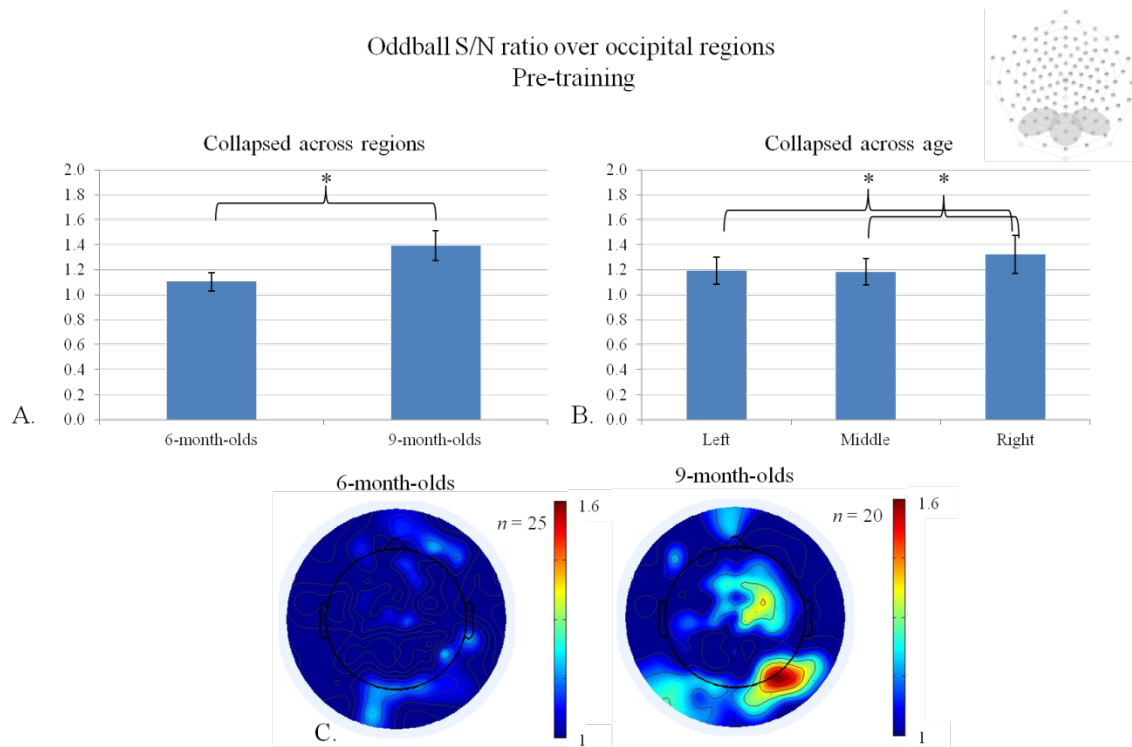 Oddball S/N ratio over occipital regions
Pre-training
Collapsed across regions
2.0
1.8
1.6
1.4
1.2
1.0
0.8
0.6
0.4
0.2
0.0
*
6-month-olds
9-month-olds
A.
Collapsed across age
2.0
1.8
1.6
1.4
1.2
1.0
0.8
0.6
0.4
0.2
0.0
*
*
Left
Middle
Right
B.
6-month-olds
n = 25
1.6
1
9-month-olds
n = 20
1.6
1
C.